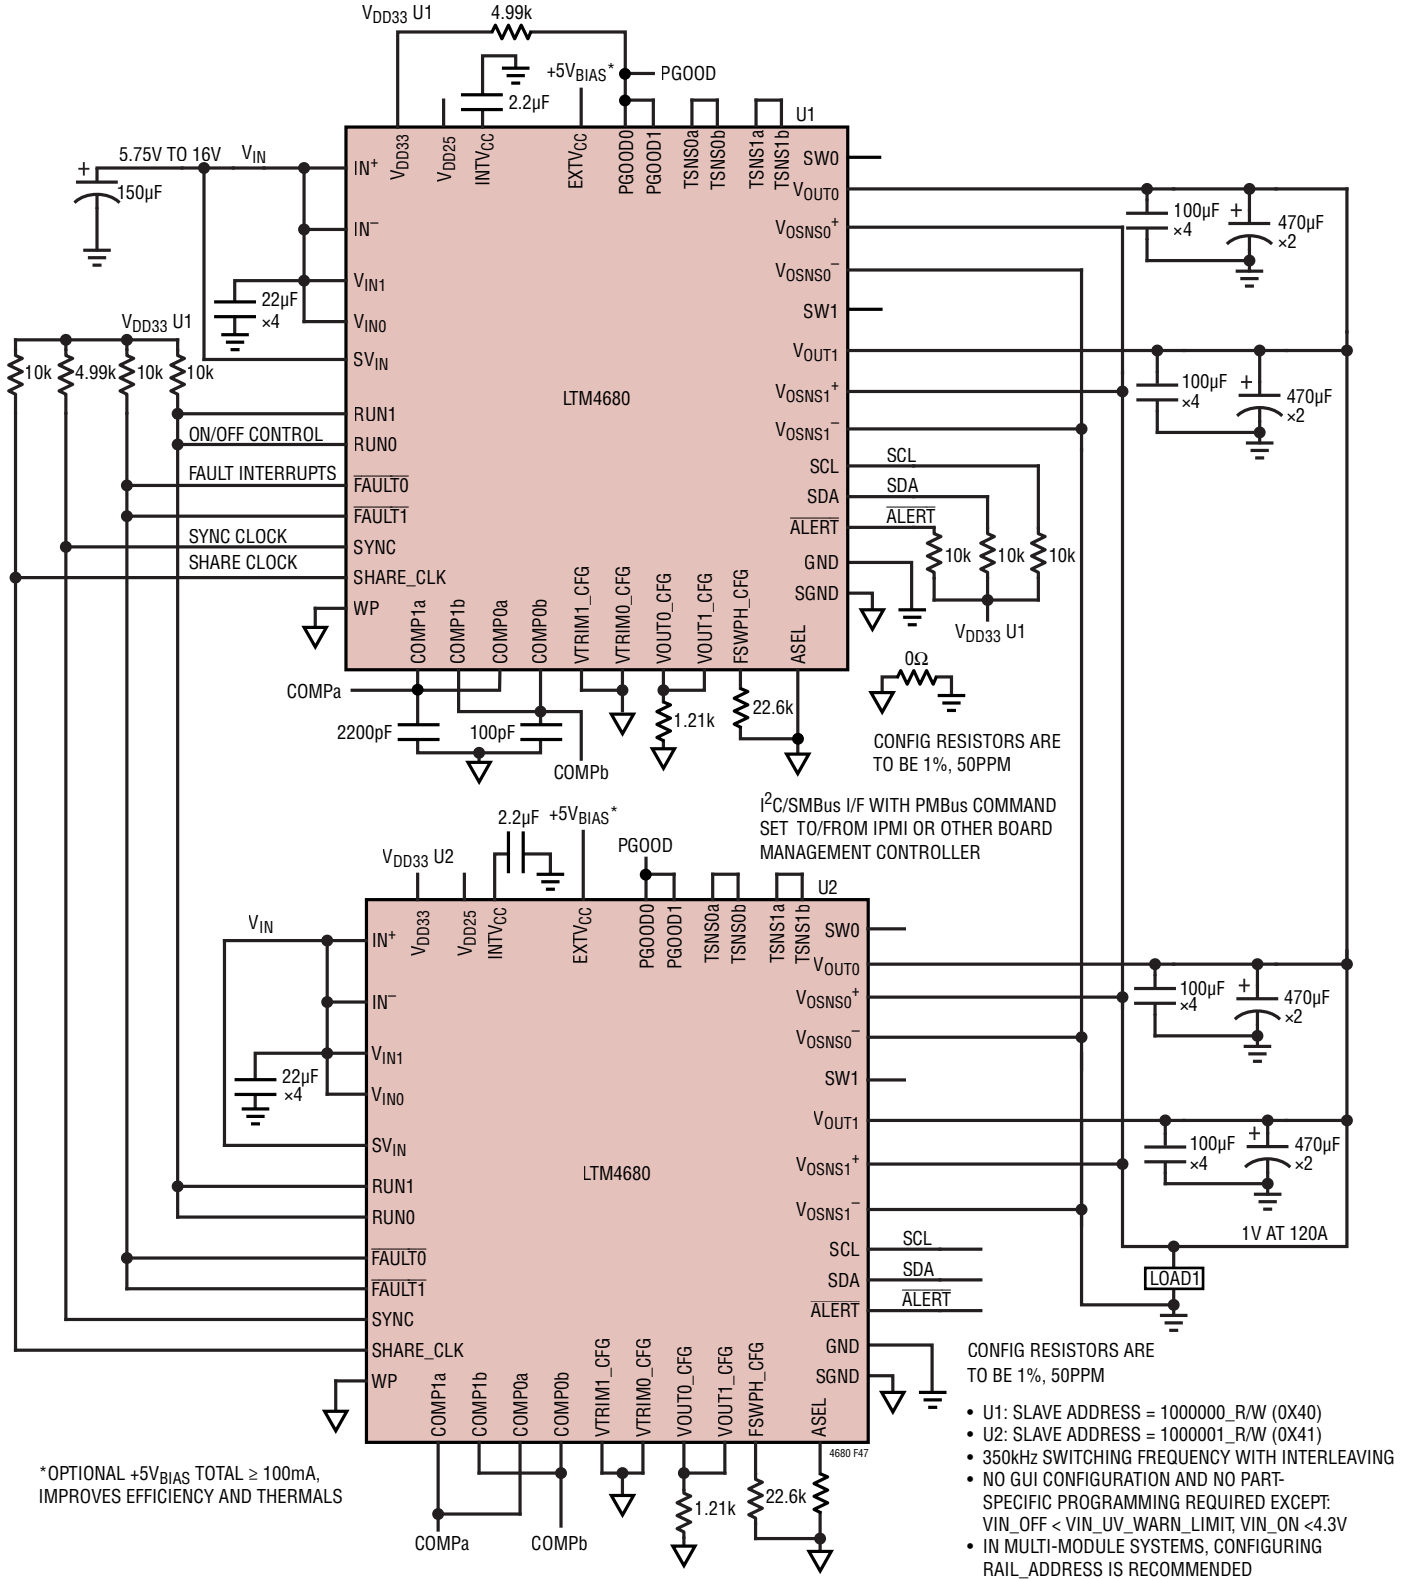 VDD33 U1
4.99k
+5VBIAS*
PGOOD
2.2µF
U1
5.75V TO 16V
VIN
150µF
22µF
×4
VDD33 U1
10k
4.99k
10k
10k
ON/OFF CONTROL
FAULT INTERRUPTS
SYNC CLOCK
SHARE CLOCK
VDD33
VDD25
INTVCC
EXTVCC
PGOOD0
PGOOD1
TSNS0a
TSNS0b
TSNS1a
TSNS1b
IN+
IN–
VIN1
VIN0
SVIN
RUN1
RUN0
FAULT0
FAULT1
SYNC
SHARE_CLK
WP
LTM4680
SW0
VOUT0
VOSNS0+
VOSNS0–
SW1
VOUT1
VOSNS1+
VOSNS1–
SCL
SDA
ALERT
GND
SGND
COMP1a
COMP1b
COMP0a
COMP0b
VTRIM1_CFG
VTRIM0_CFG
VOUT0_CFG
VOUT1_CFG
FSWPH_CFG
ASEL
100µF
×4
+
470µF
×2
100µF
×4
+
470µF
×2
SCL
SDA
ALERT
10k
10k
10k
VDD33 U1
0Ω
COMPa
2200pF
100pF
COMPb
1.21k
22.6k
CONFIG RESISTORS ARE
TO BE 1%, 50PPM
I2C/SMBus I/F WITH PMBus COMMAND
SET TO/FROM IPMI OR OTHER BOARD
MANAGEMENT CONTROLLER
VDD33 U2
2.2µF
+5VBIAS*
PGOOD
U2
VIN
22µF
×4
VDD33
VDD25
INTVCC
EXTVCC
PGOOD0
PGOOD1
TSNS0a
TSNS0b
TSNS1a
TSNS1b
IN+
IN–
VIN1
VIN0
SVIN
RUN1
RUN0
FAULT0
FAULT1
SYNC
SHARE_CLK
WP
LTM4680
SW0
VOUT0
VOSNS0+
VOSNS0–
SW1
VOUT1
VOSNS1+
VOSNS1–
SCL
SDA
ALERT
GND
SGND
COMP1a
COMP1b
COMP0a
COMP0b
VTRIM1_CFG
VTRIM0_CFG
VOUT0_CFG
VOUT1_CFG
FSWPH_CFG
ASEL
100µF
×4
+
470µF
×2
100µF
×4
+
470µF
×2
1V AT 120A
LOAD1
SCL
SDA
ALERT
4680 F47
COMPa
COMPb
1.21k
22.6k
*OPTIONAL +5VBIAS TOTAL ≥ 100mA,
IMPROVES EFFICIENCY AND THERMALS
CONFIG RESISTORS ARE
TO BE 1%, 50PPM
• U1: SLAVE ADDRESS = 1000000_R/W (0X40)
• U2: SLAVE ADDRESS = 1000001_R/W (0X41)
• 350kHz SWITCHING FREQUENCY WITH INTERLEAVING
• NO GUI CONFIGURATION AND NO PART-
SPECIFIC PROGRAMMING REQUIRED EXCEPT:
VIN_OFF < VIN_UV_WARN_LIMIT, VIN_ON <4.3V
• IN MULTI-MODULE SYSTEMS, CONFIGURING
RAIL_ADDRESS IS RECOMMENDED